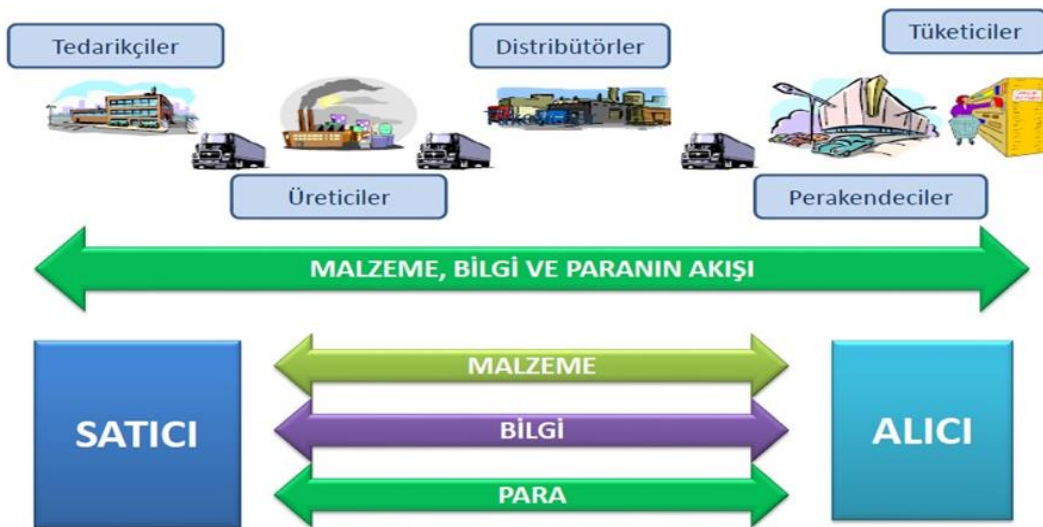 Tedarikçiler
Distribütörler
Tüketiciler
Üreticiler
Perakendeciler
MALZEME, BİLGİ VE PARANIN AKIŞI
SATICI
MALZEME
BİLGİ
PARA
ALICI